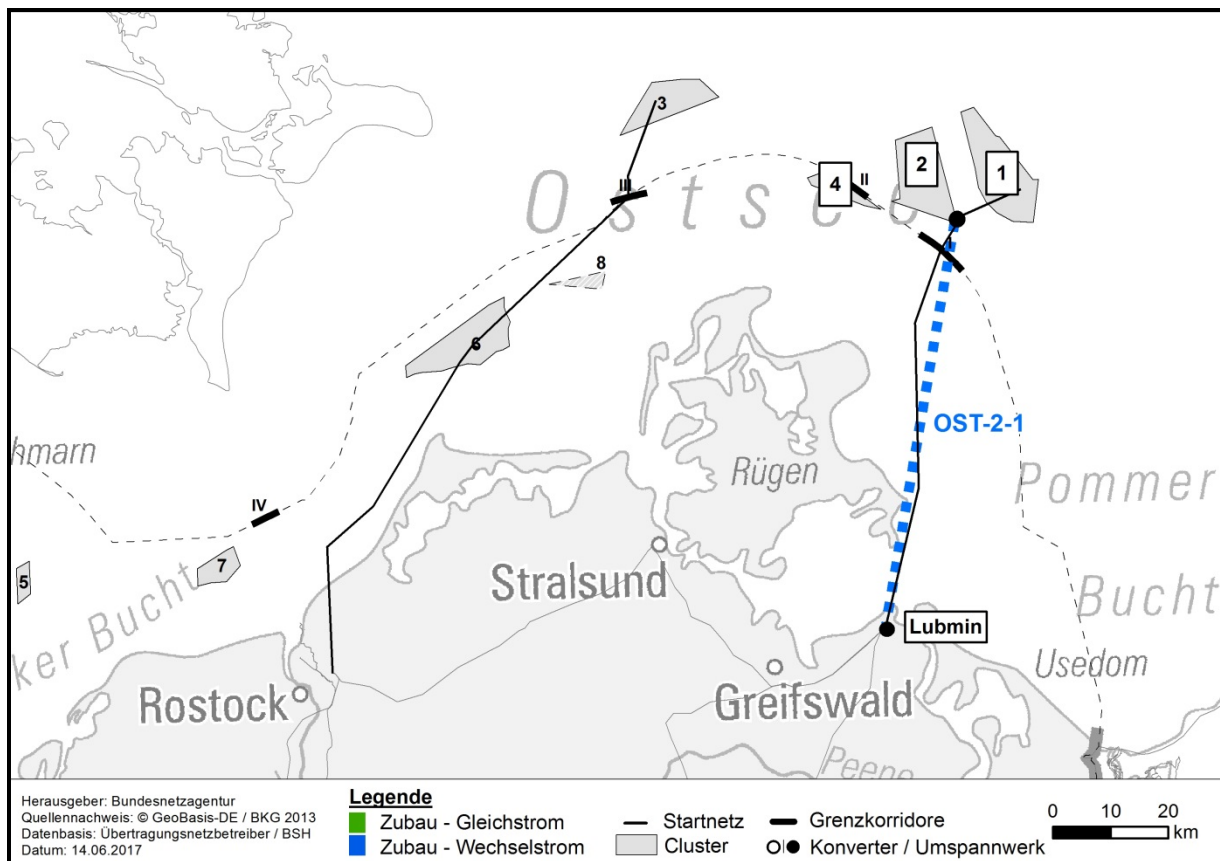 3
III
4
II
2
1
Ostsee
8
6
OST-2-1
hmarn
Rügen
Pommer
IV
7
5
Stralsund
Bucht
ker Bucht
Lubmin
Usedom
Rostock
Greifswald
Peene
Herausgeber: Bundesnetzagentur
Quellennachweis: © GeoBasis-DE / BKG 2013
Datenbasis: Übertragungsnetzbetreiber / BSH
Datum: 14.06.2017
Legende
Zubau - Gleichstrom
Zubau - Wechselstrom
Startnetz
Cluster
Grenzkorridore
Konverter / Umspannwerk
0 10 20
km